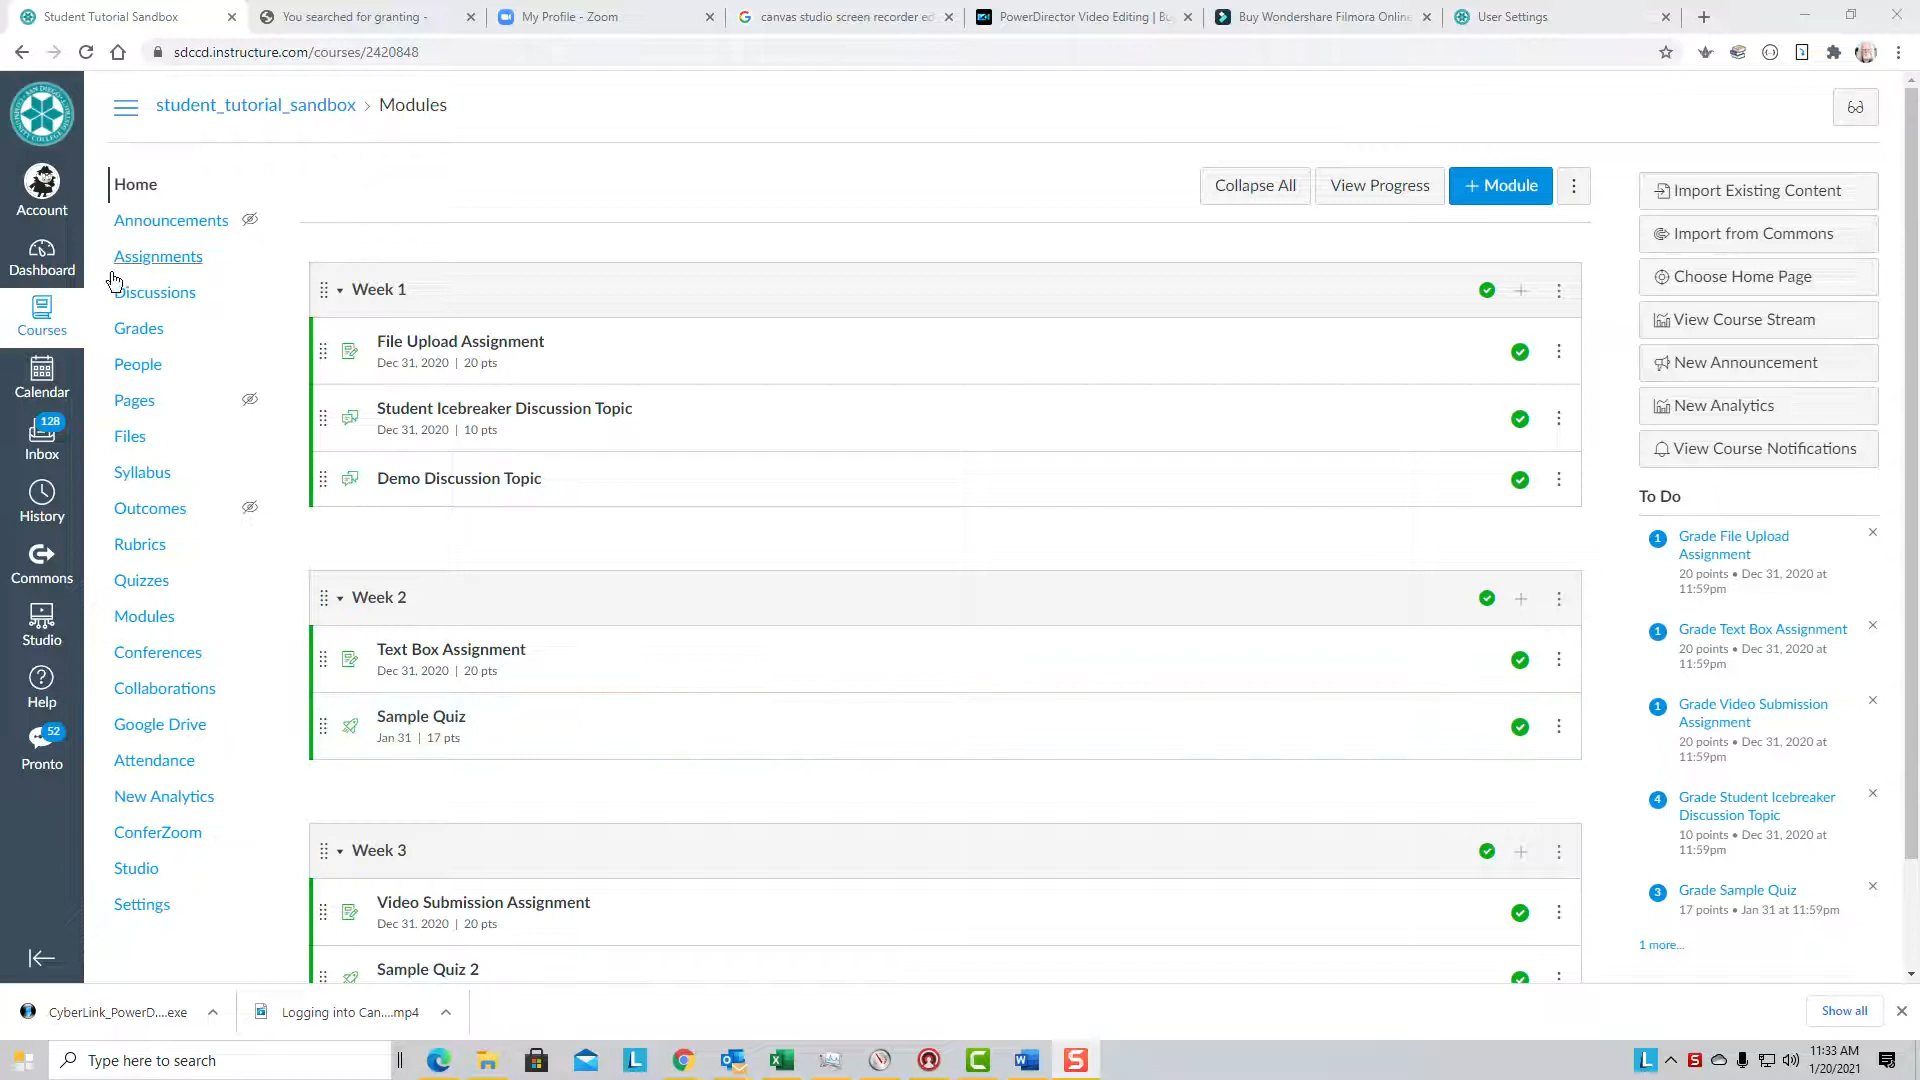 Student Tutorial Sandbox
You searched for granting -
My Profile - Zoom
canvas studio screen recorder ed
PowerDirector Video Editing | Bu
Buy Wondershare Filmora Online
User Settings
sdccd.instructure.com/courses/2420848
student_tutorial_sandbox > Modules
Account
Dashboard
Courses
Calendar
128
Inbox
History
Commons
Studio
Help
52
Pronto
Home
Announcements
Assignments
Discussions
Grades
People
Pages
Files
Syllabus
Outcomes
Rubrics
Quizzes
Modules
Conferences
Collaborations
Google Drive
Attendance
New Analytics
ConferZoom
Studio
Settings
Collapse All
View Progress
+ Module
Week 1
File Upload Assignment
Dec 31, 2020 | 20 pts
Student Icebreaker Discussion Topic
Dec 31, 2020 | 10 pts
Demo Discussion Topic
Week 2
Text Box Assignment
Dec 31, 2020 | 20 pts
Sample Quiz
Jan 31 | 17 pts
Week 3
Video Submission Assignment
Dec 31, 2020 | 20 pts
Sample Quiz 2
Import Existing Content
Import from Commons
Choose Home Page
View Course Stream
New Announcement
New Analytics
View Course Notifications
To Do
1 Grade File Upload
Assignment
20 points • Dec 31, 2020 at
11:59pm
1 Grade Text Box Assignment
20 points • Dec 31, 2020 at
11:59pm
1 Grade Video Submission
Assignment
20 points • Dec 31, 2020 at
11:59pm
4 Grade Student Icebreaker
Discussion Topic
10 points • Dec 31, 2020 at
11:59pm
3 Grade Sample Quiz
17 points • Jan 31 at 11:59pm
1 more...
CyberLink_PowerD....exe
Logging into Can....mp4
Show all
Type here to search
11:33 AM
1/20/2021